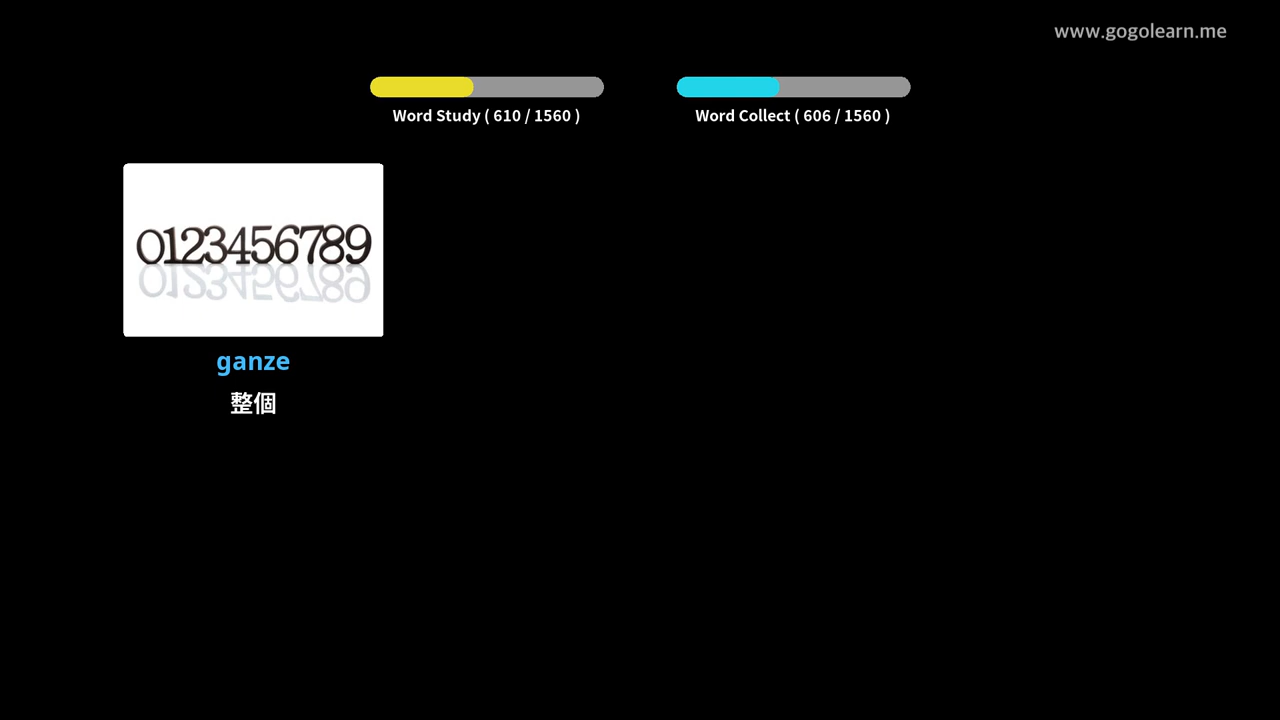 www.gogolearn.me
Word Study ( 610 / 1560 )
Word Collect ( 606 / 1560 )
0123456789
ganze
整個